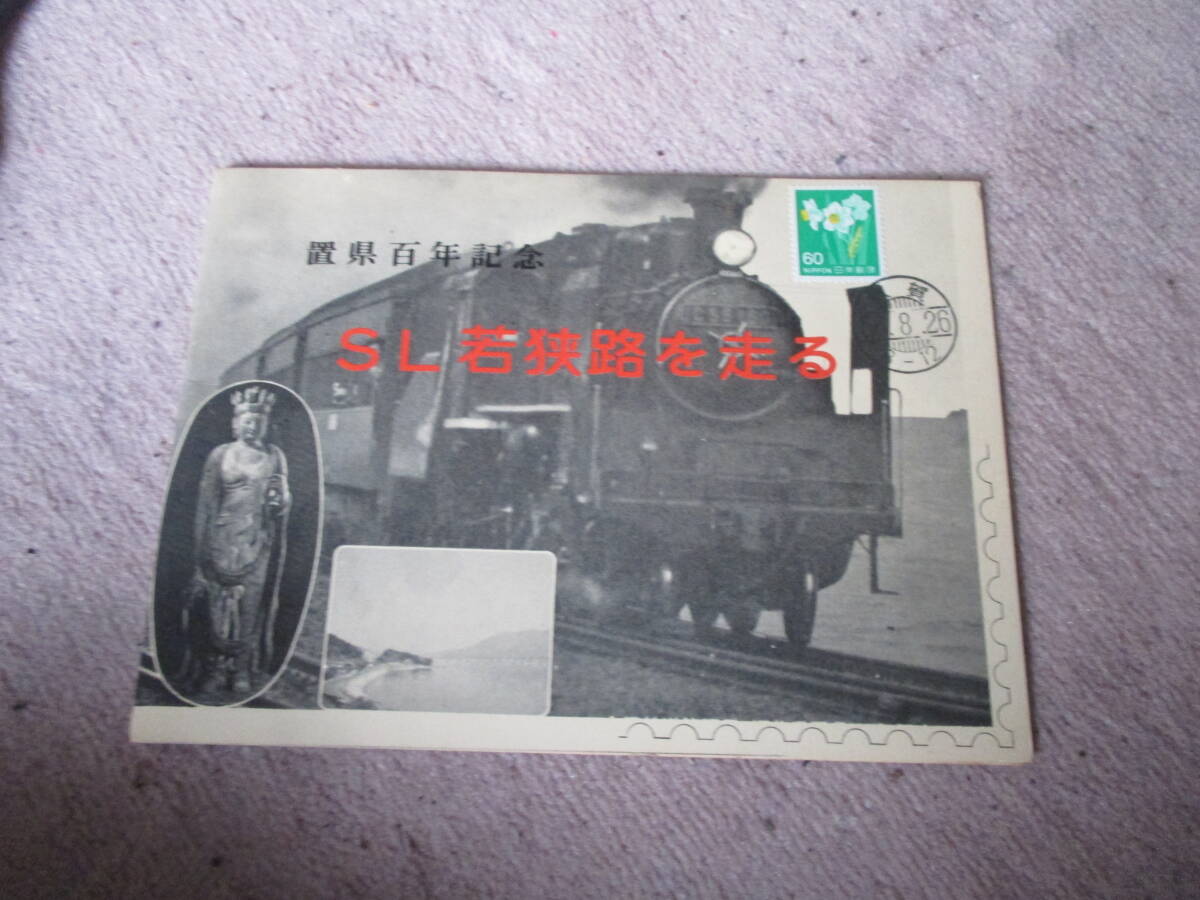 置県百年記念
SL若狭路を走る
60
NIPPON 日本郵便
賀
.8.26